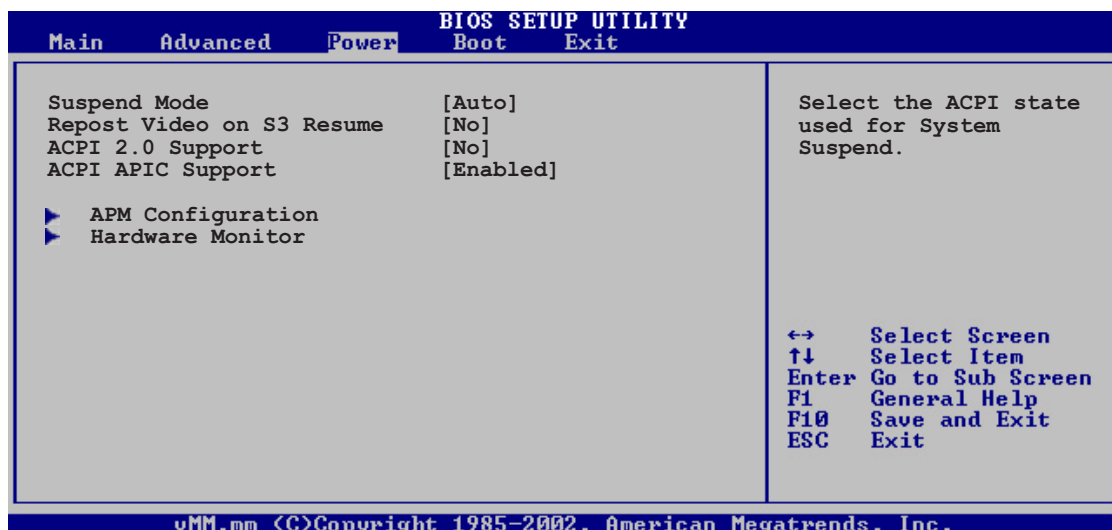 BIOS SETUP UTILITY
Main Advanced Power Boot Exit
Suspend Mode [Auto]
Repost Video on S3 Resume [No]
ACPI 2.0 Support [No]
ACPI APIC Support [Enabled]
APM Configuration
Hardware Monitor
Select the ACPI state
used for System
Suspend.
←→ Select Screen
↑↓ Select Item
Enter Go to Sub Screen
F1 General Help
F10 Save and Exit
ESC Exit
vMM.mm (C)Copyright 1985-2002, American Megatrends, Inc.